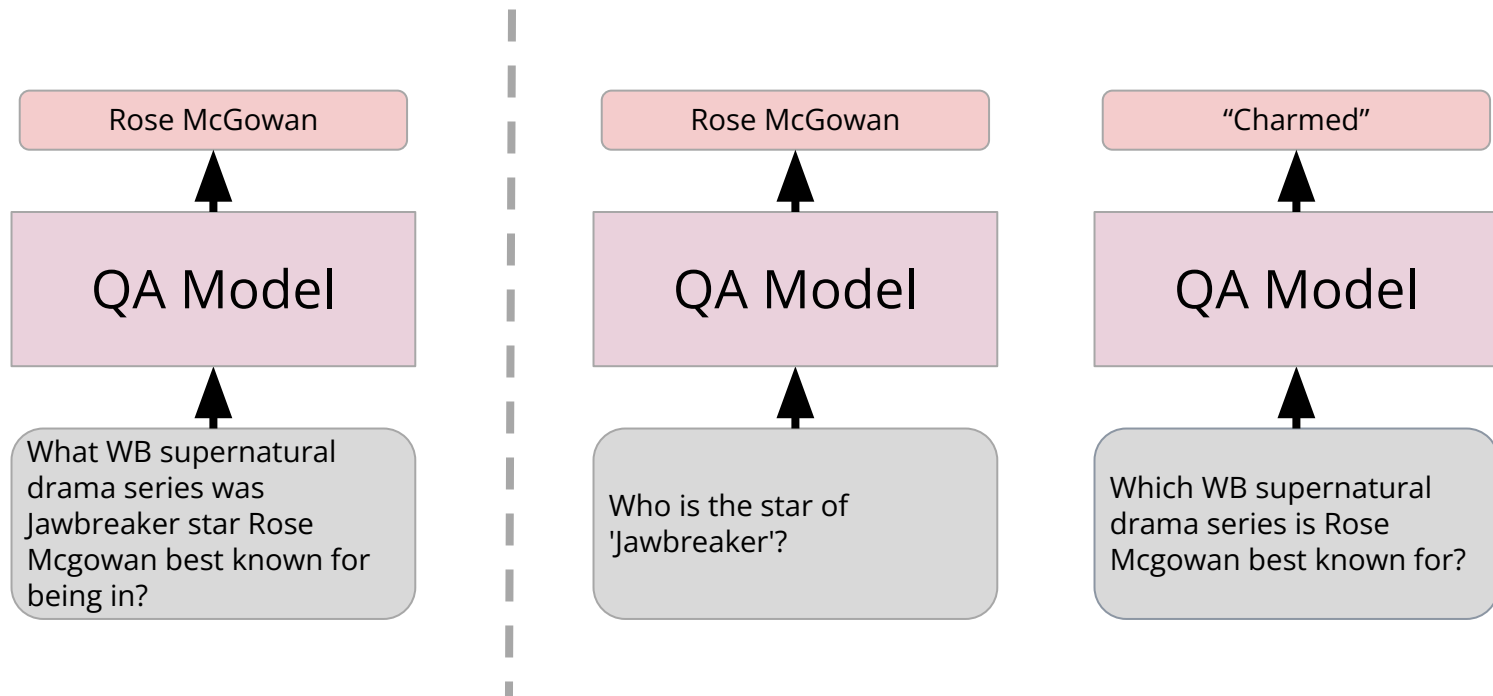 Rose McGowan
QA Model
What WB supernatural
drama series was
Jawbreaker star Rose
Mcgowan best known for
being in?
Rose McGowan
QA Model
Who is the star of
'Jawbreaker'?
“Charmed”
QA Model
Which WB supernatural
drama series is Rose
Mcgowan best known for?